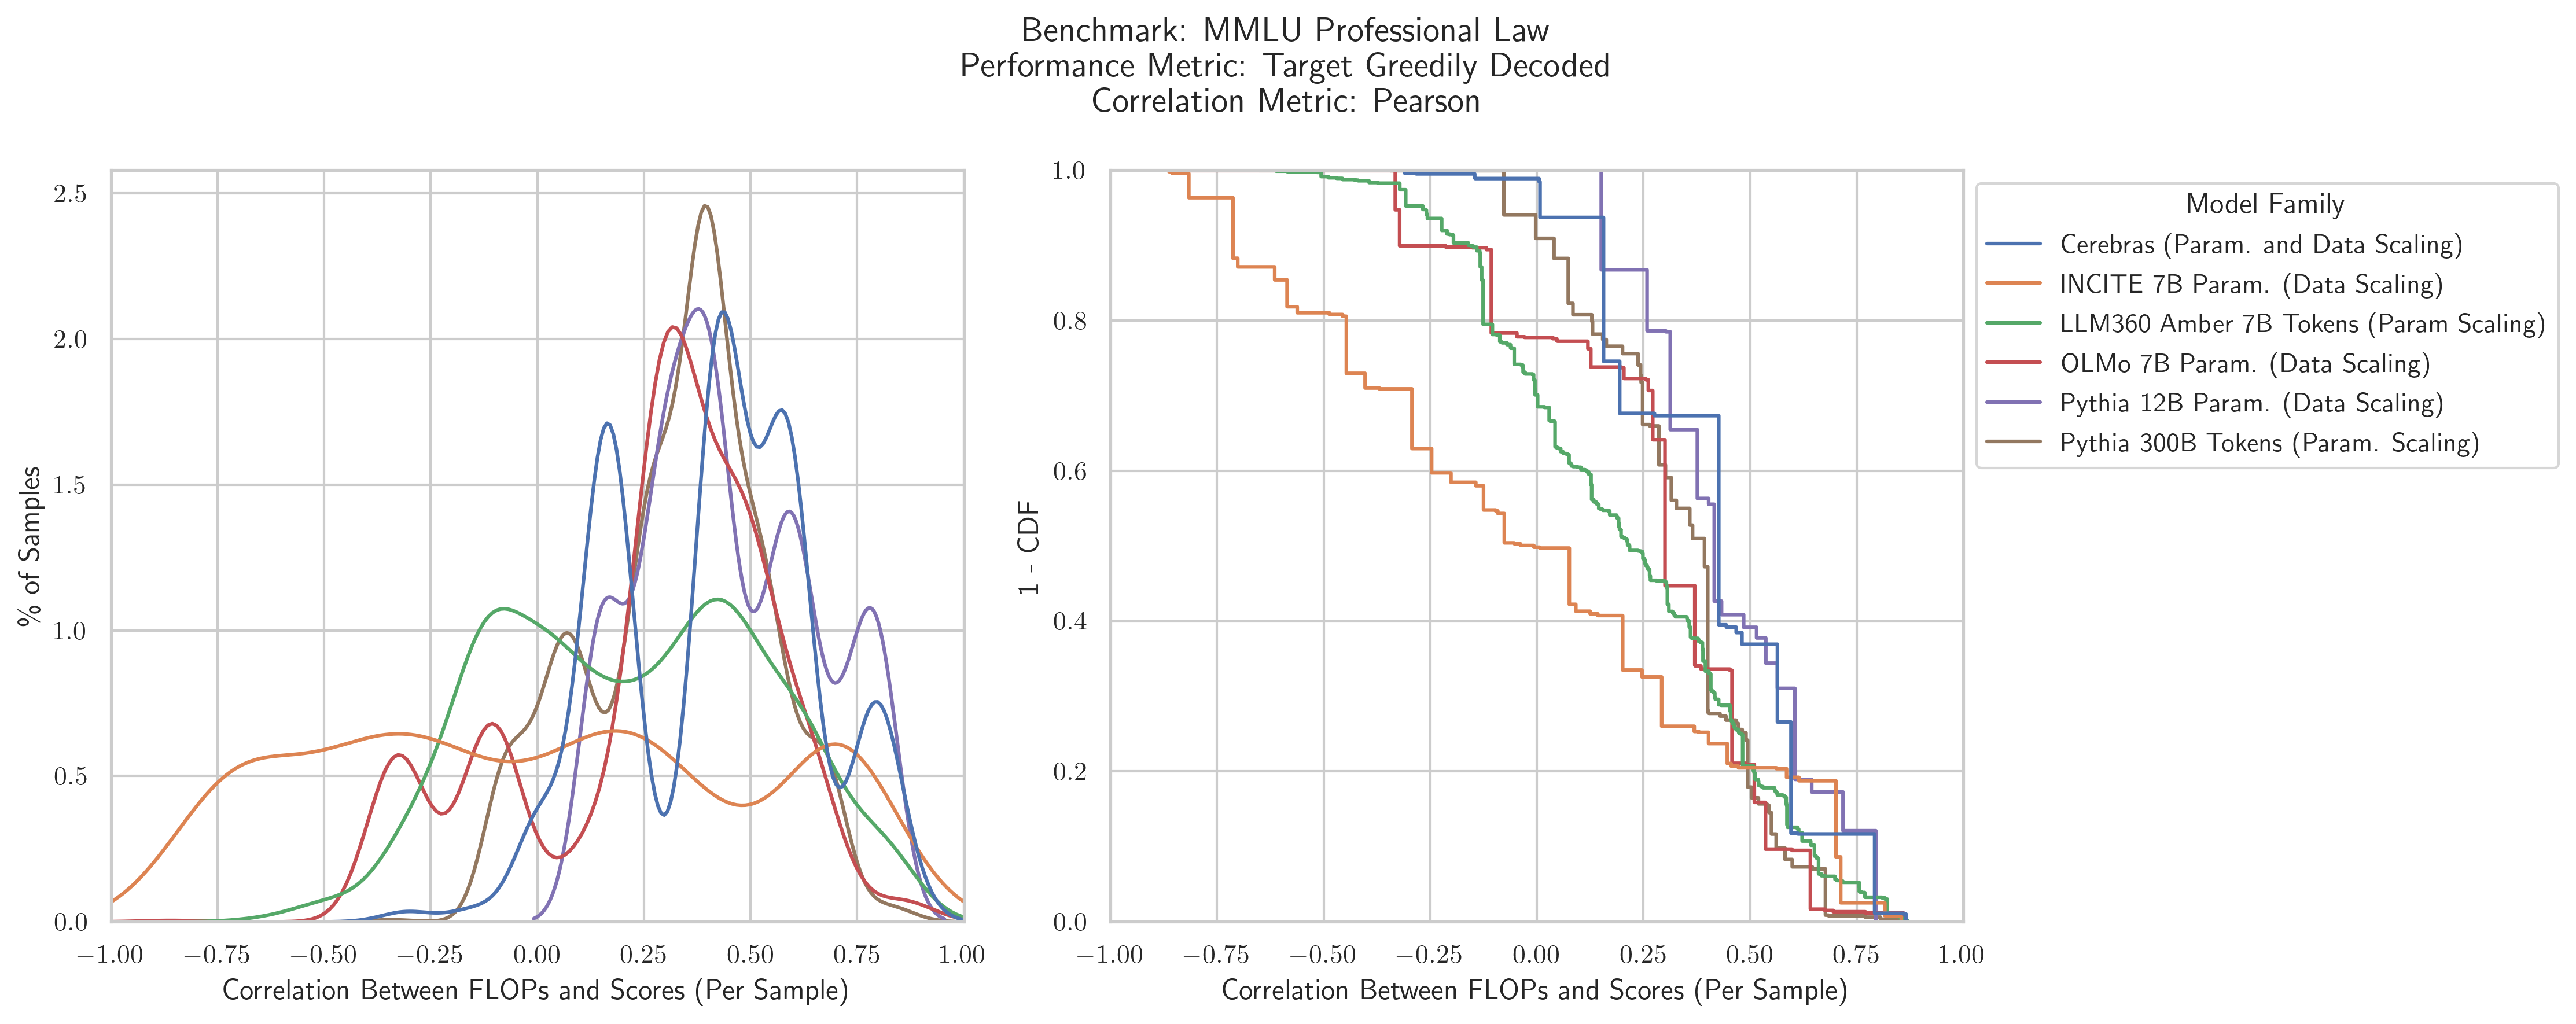 Benchmark: MMLU Professional Law
Performance Metric: Target Greedily Decoded
Correlation Metric: Pearson
% of Samples
2.5
2.0
1.5
1.0
0.5
0.0
−1.00 −0.75 −0.50 −0.25 0.00 0.25 0.50 0.75 1.00
Correlation Between FLOPs and Scores (Per Sample)
1 - CDF
1.0
0.8
0.6
0.4
0.2
0.0
−1.00 −0.75 −0.50 −0.25 0.00 0.25 0.50 0.75 1.00
Correlation Between FLOPs and Scores (Per Sample)
Model Family
Cerebras (Param. and Data Scaling)
INCITE 7B Param. (Data Scaling)
LLM360 Amber 7B Tokens (Param Scaling)
OLMo 7B Param. (Data Scaling)
Pythia 12B Param. (Data Scaling)
Pythia 300B Tokens (Param. Scaling)